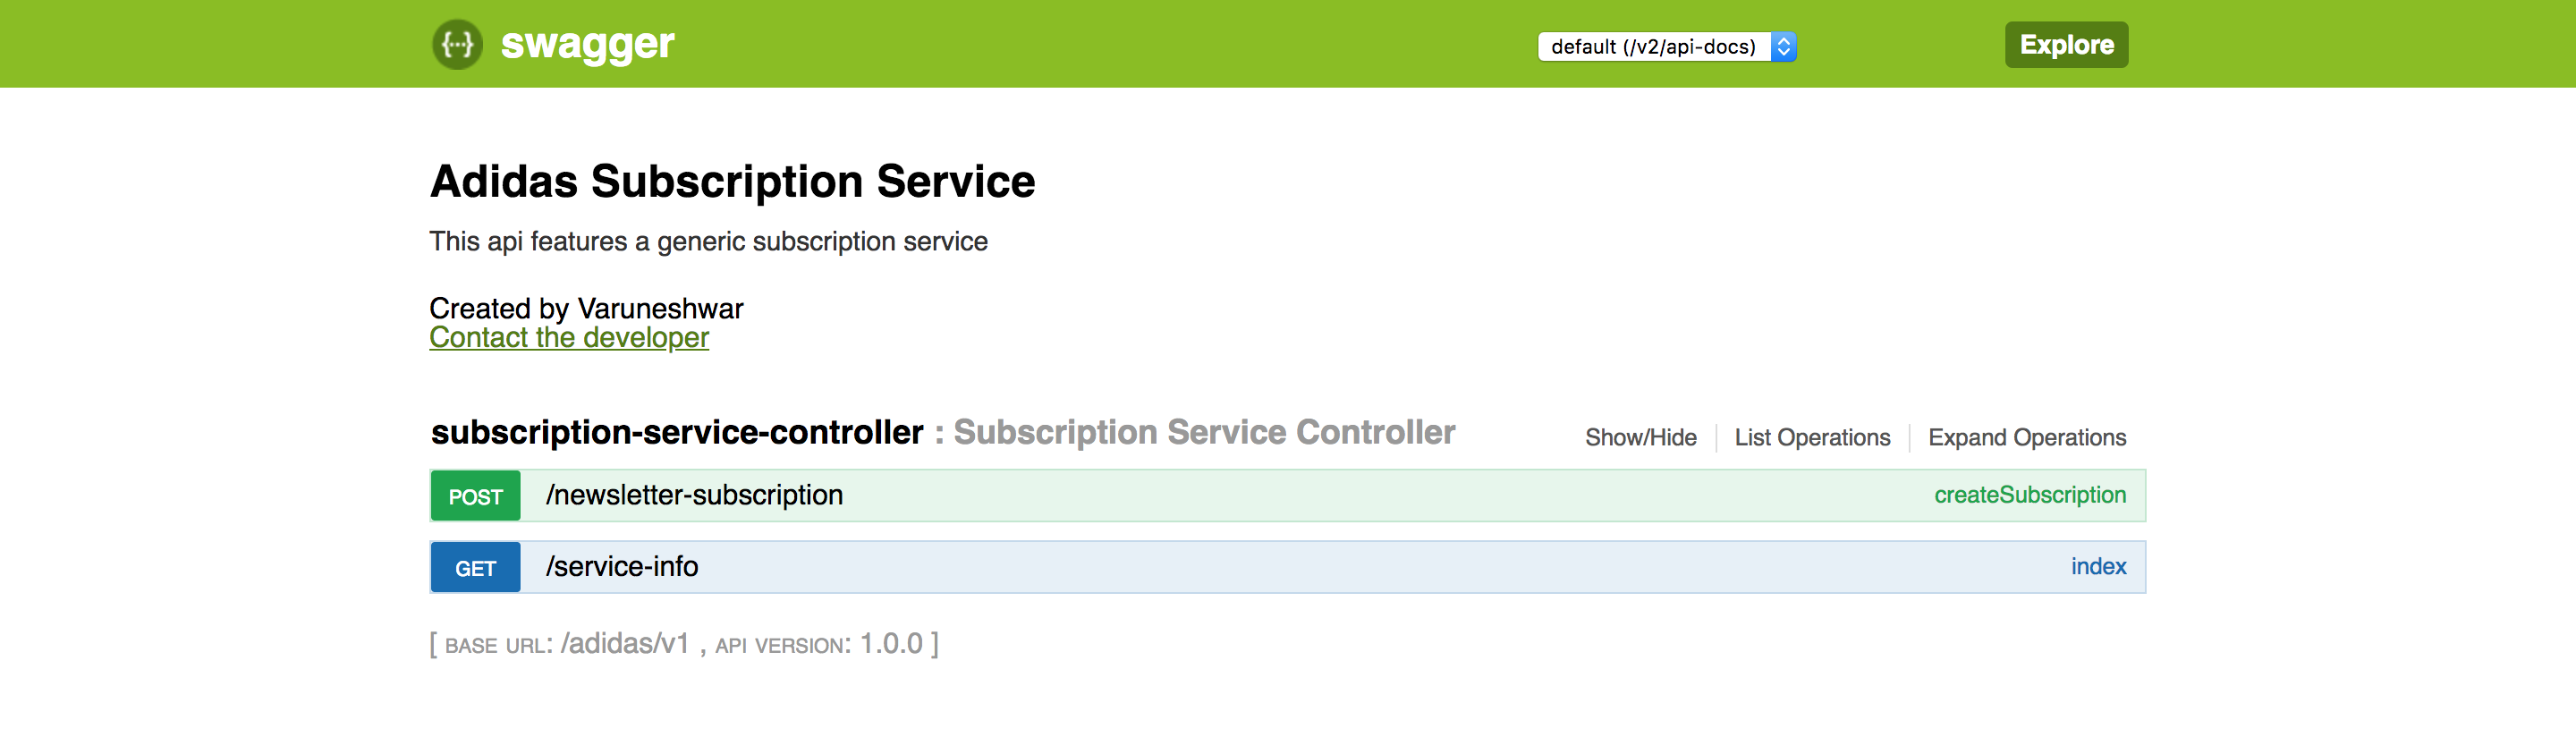 {...} swagger default (/v2/api-docs) Explore
Adidas Subscription Service
This api features a generic subscription service
Created by Varuneshwar
Contact the developer
subscription-service-controller : Subscription Service Controller Show/Hide List Operations Expand Operations
POST /newsletter-subscription createSubscription
GET /service-info index
[ BASE URL: /adidas/v1 , API VERSION: 1.0.0 ]